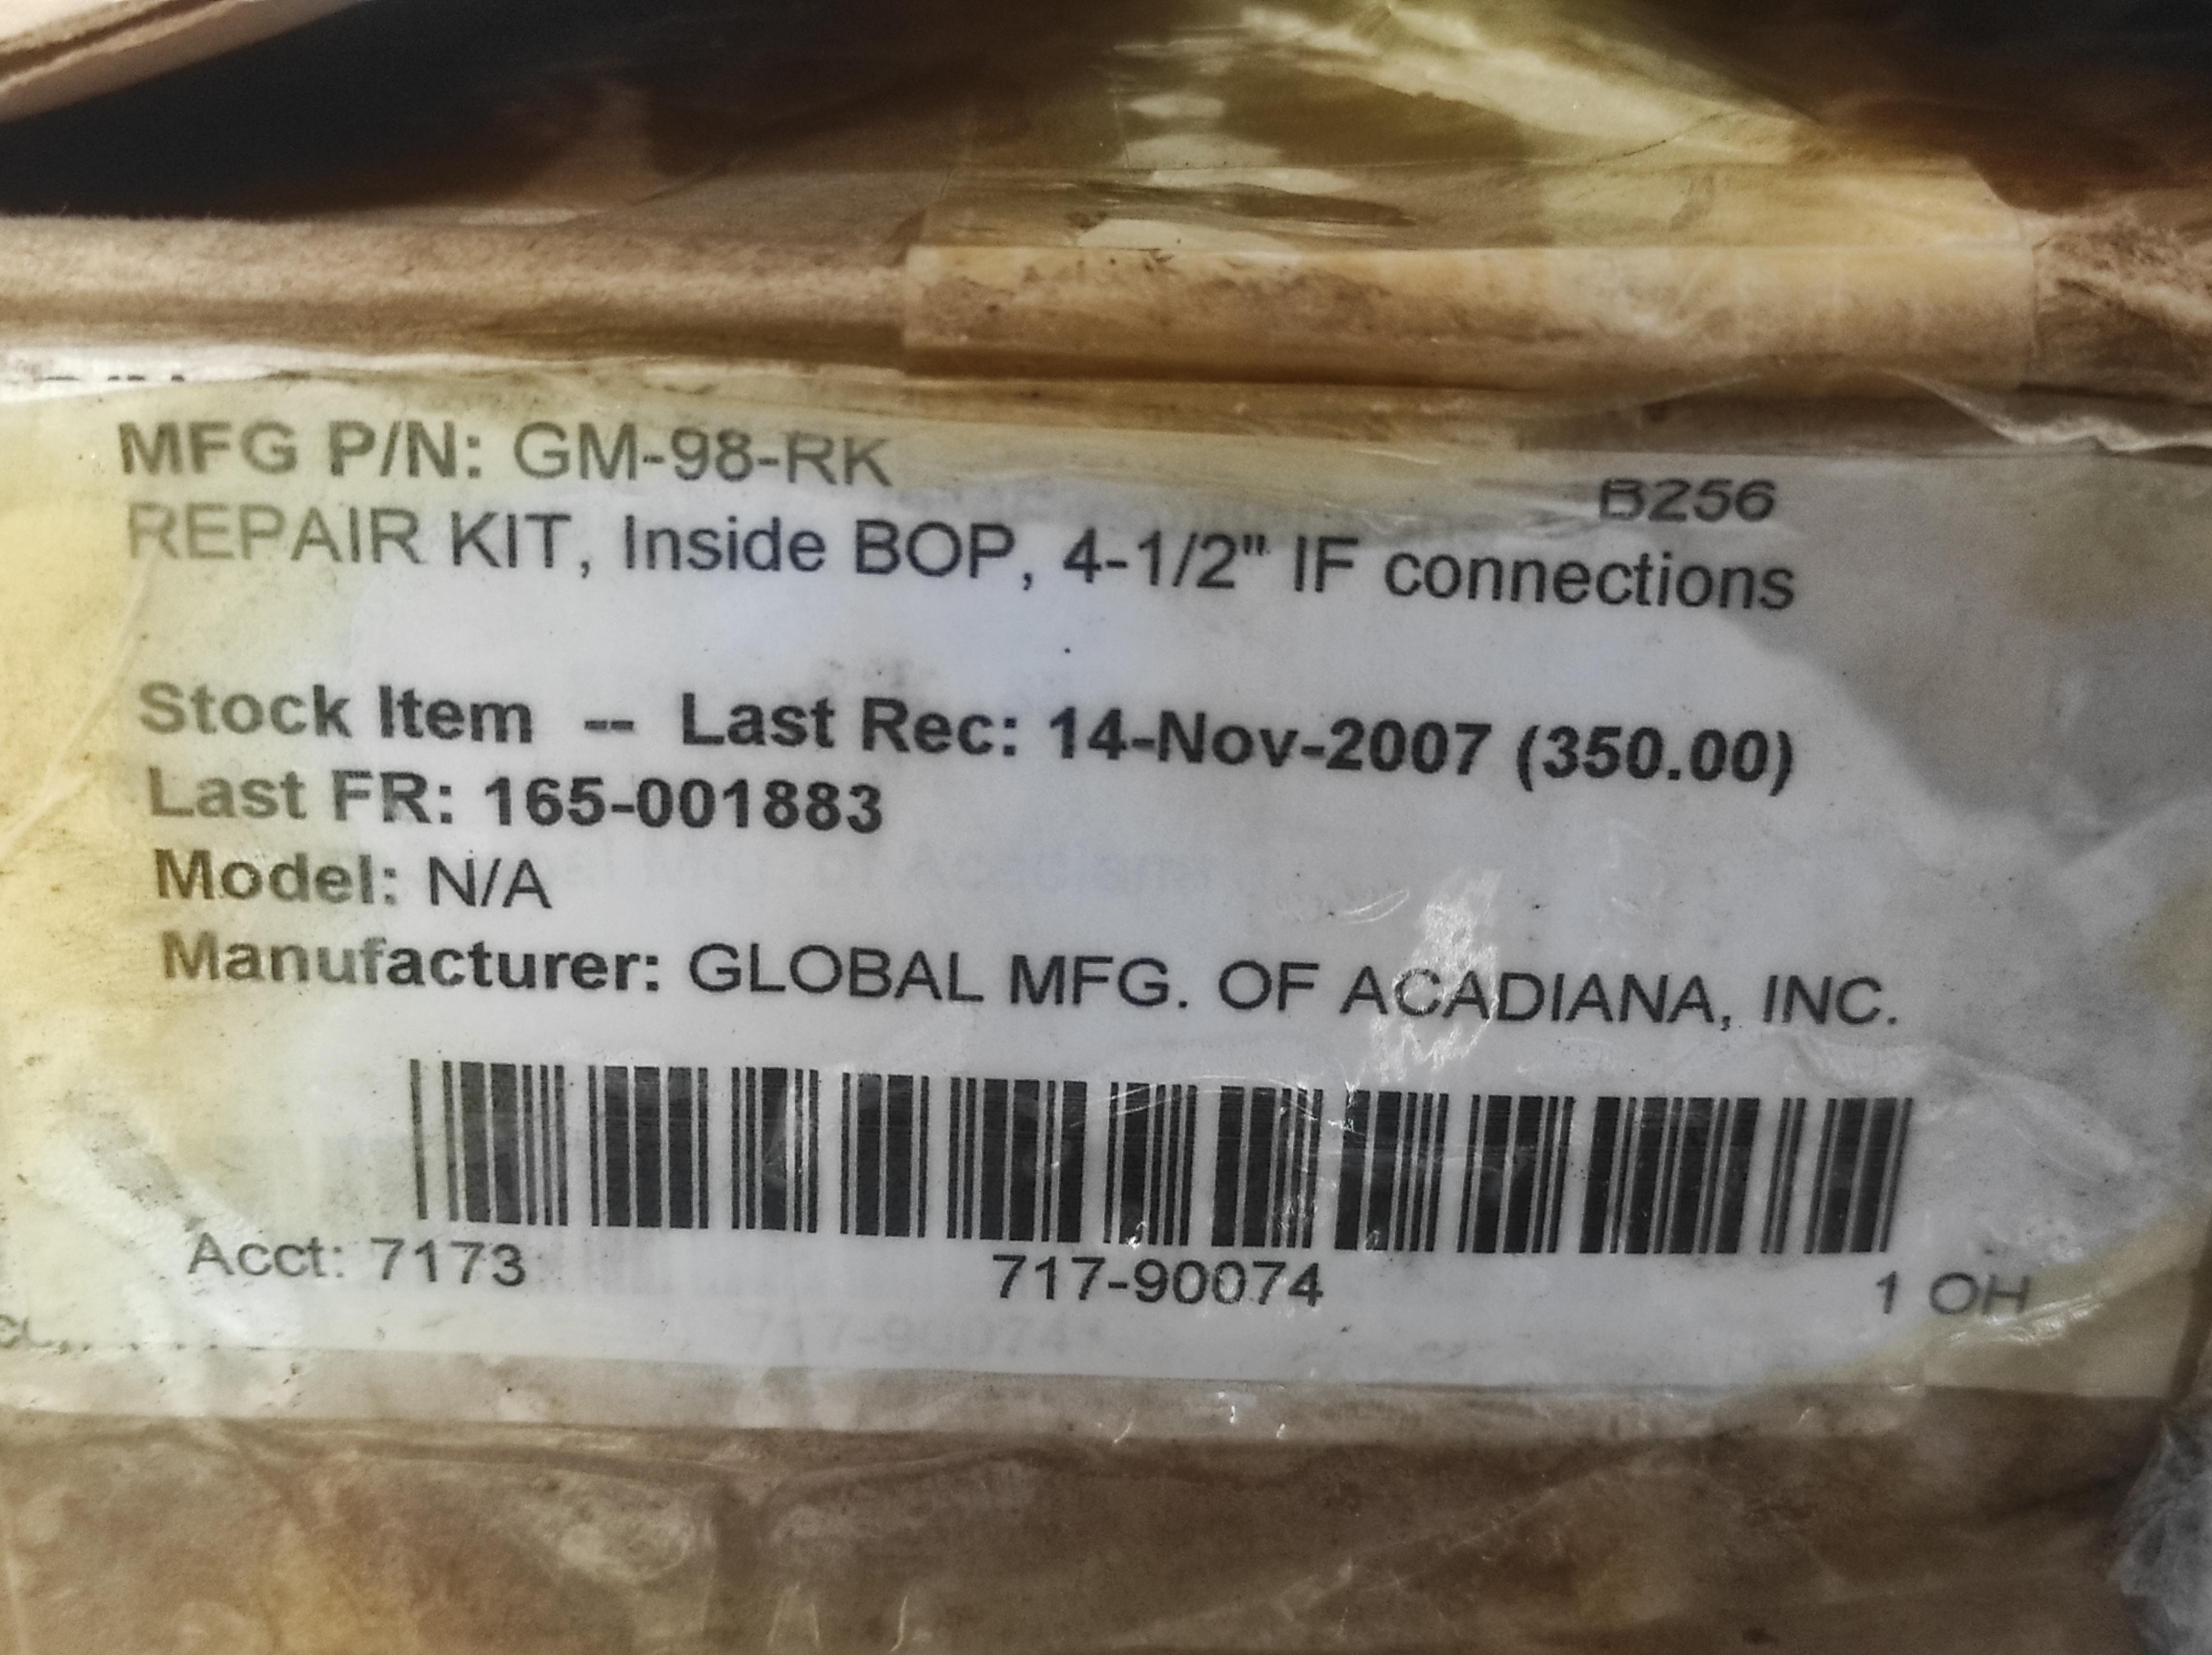 MFG P/N: GM-98-RK
B256
REPAIR KIT, Inside BOP, 4-1/2" IF connections
Stock Item -- Last Rec: 14-Nov-2007 (350.00)
Last FR: 165-001883
Model: N/A
Manufacturer: GLOBAL MFG. OF ACADIANA, INC.
Acct: 7173 717-90074 1 OH
717-90074